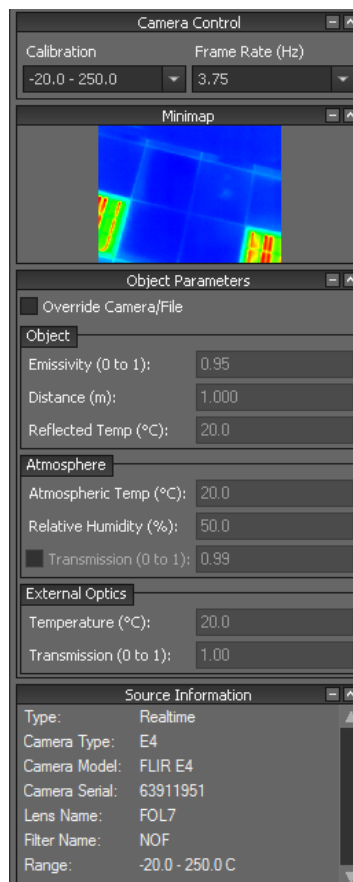 Camera Control
Calibration Frame Rate (Hz)
-20.0 - 250.0 3.75
Minimap
Object Parameters
Override Camera/File
Object
Emissivity (0 to 1): 0.95
Distance (m): 1.000
Reflected Temp (°C): 20.0
Atmosphere
Atmospheric Temp (°C): 20.0
Relative Humidity (%): 50.0
Transmission (0 to 1): 0.99
External Optics
Temperature (°C): 20.0
Transmission (0 to 1): 1.00
Source Information
Type: Realtime
Camera Type: E4
Camera Model: FLIR E4
Camera Serial: 63911951
Lens Name: FOL7
Filter Name: NOF
Range: -20.0 - 250.0 C